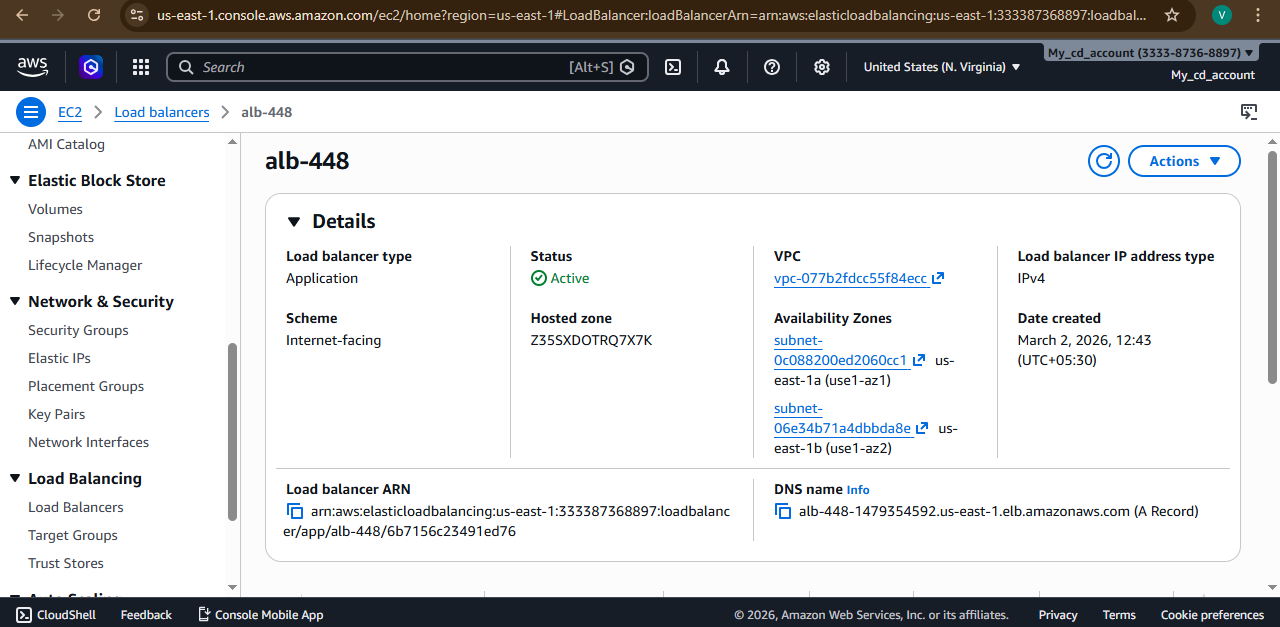 us-east-1.console.aws.amazon.com/ec2/home?region=us-east-1#LoadBalancer:loadBalancerArn=arn:aws:elasticloadbalancing:us-east-1:333387368897:loadbal...
V
aws
Search
[Alt+S]
United States (N. Virginia)
My_cd_account (3333-8736-8897)
My_cd_account
EC2
Load balancers
alb-448
AMI Catalog
Elastic Block Store
Volumes
Snapshots
Lifecycle Manager
Network & Security
Security Groups
Elastic IPs
Placement Groups
Key Pairs
Network Interfaces
Load Balancing
Load Balancers
Target Groups
Trust Stores
alb-448
Actions
Details
Load balancer type
Application
Status
Active
VPC
vpc-077b2fdcc55f84ecc
Load balancer IP address type
IPv4
Scheme
Internet-facing
Hosted zone
Z35SXDOTRQ7X7K
Availability Zones
subnet-
0c088200ed2060cc1 us-
east-1a (use1-az1)
subnet-
06e34b71a4dbbda8e us-
east-1b (use1-az2)
Date created
March 2, 2026, 12:43
(UTC+05:30)
Load balancer ARN
arn:aws:elasticloadbalancing:us-east-1:333387368897:loadbalanc
er/app/alb-448/6b7156c23491ed76
DNS name Info
alb-448-1479354592.us-east-1.elb.amazonaws.com (A Record)
CloudShell
Feedback
Console Mobile App
© 2026, Amazon Web Services, Inc. or its affiliates.
Privacy
Terms
Cookie preferences